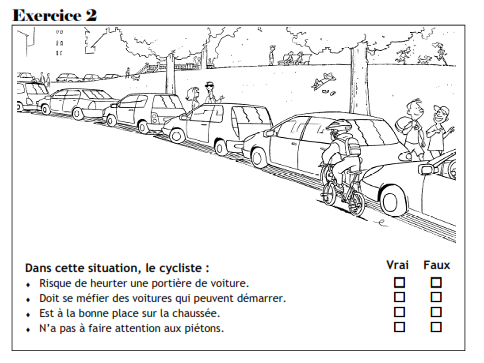 Exercice 2
Dans cette situation, le cycliste : Vrai Faux
♦ Risque de heurter une portière de voiture.
♦ Doit se méfier des voitures qui peuvent démarrer.
♦ Est à la bonne place sur la chaussée.
♦ N’a pas à faire attention aux piétons.